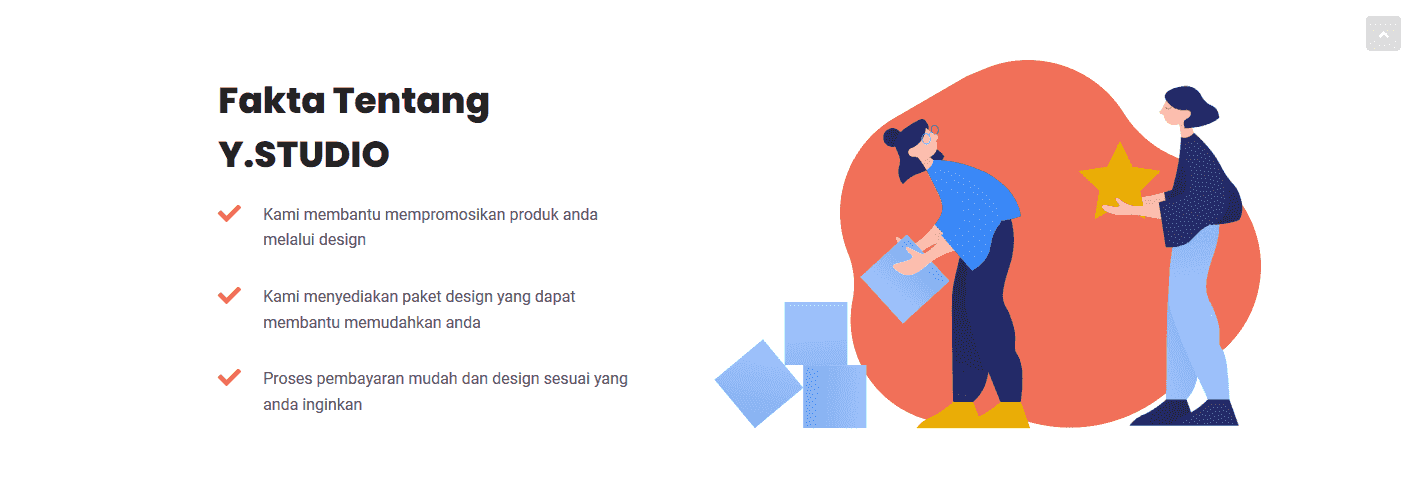 Fakta Tentang
Y.STUDIO
Kami membantu mempromosikan produk anda
melalui design
Kami menyediakan paket design yang dapat
membantu memudahkan anda
Proses pembayaran mudah dan design sesuai yang
anda inginkan